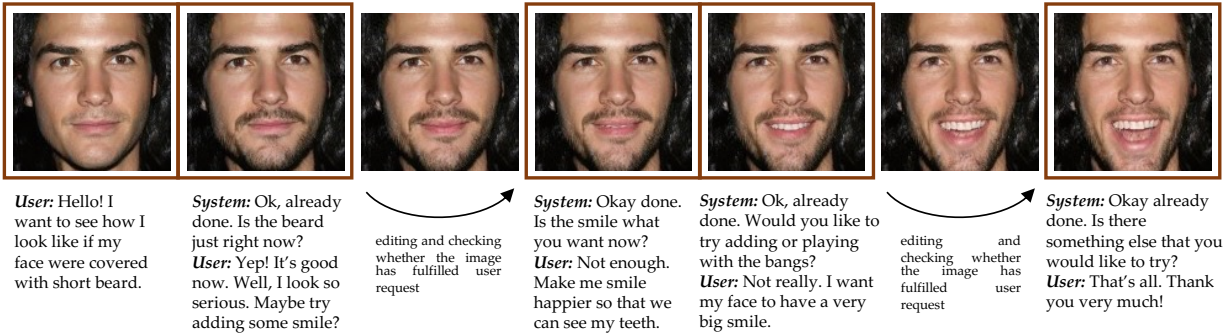 User: Hello! I
want to see how I
look like if my
face were covered
with short beard.
System: Ok, already
done. Is the beard
just right now?
User: Yep! It's good
now. Well, I look so
serious. Maybe try
adding some smile?
editing and checking
whether the image
has fulfilled user
request
System: Okay done.
Is the smile what
you want now?
User: Not enough.
Make me smile
happier so that we
can see my teeth.
System: Ok, already
done. Would you like to
try adding or playing
with the bangs?
User: Not really. I want
my face to have a very
big smile.
editing and
checking whether
the image has
fulfilled user
request
System: Okay already
done. Is there
something else that you
would like to try?
User: That's all. Thank
you very much!